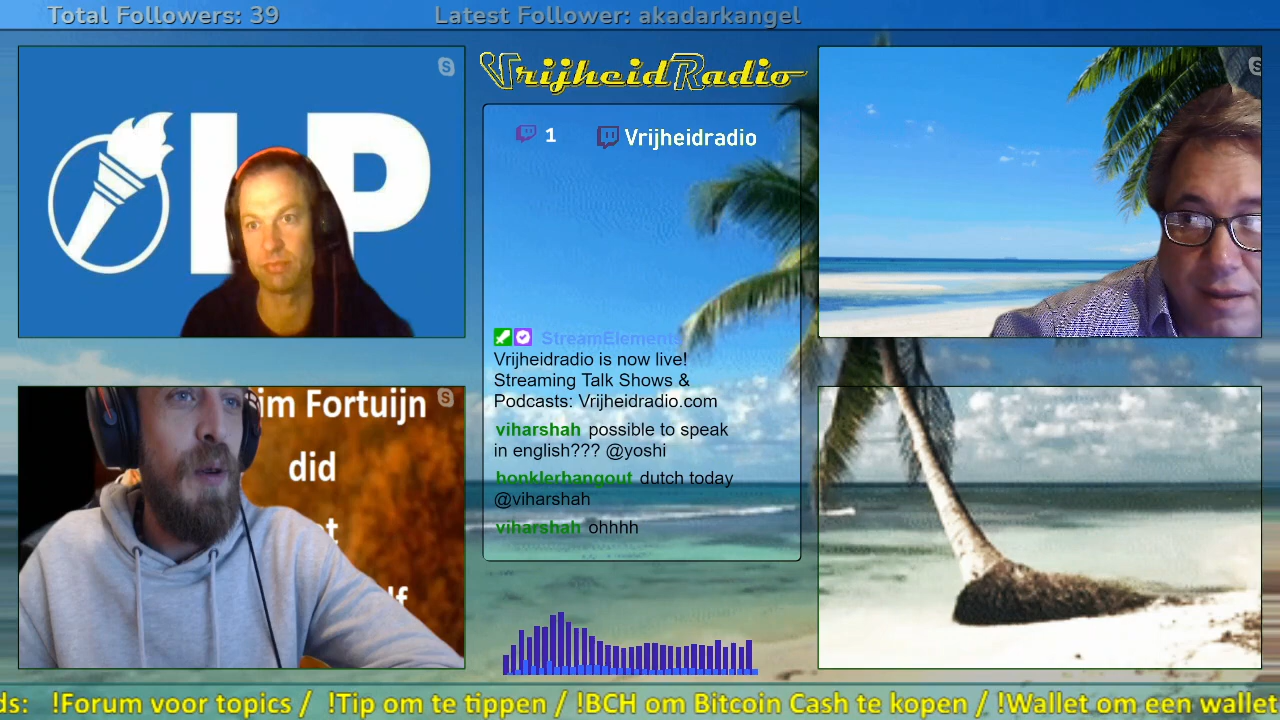 Total Followers: 39
Latest Follower: akadarkangel
VrijheidRadio
LP
1 Vrijheidradio
StreamElements
Vrijheidradio is now live!
Streaming Talk Shows &
Podcasts: Vrijheidradio.com
viharshah possible to speak
in english??? @yoshi
honklerhangout dutch today
@viharshah
viharshah ohhhh
im Fortuijn
did
ds: !Forum voor topics / !Tip om te tippen / !BCH om Bitcoin Cash te kopen / !Wallet om een wallet